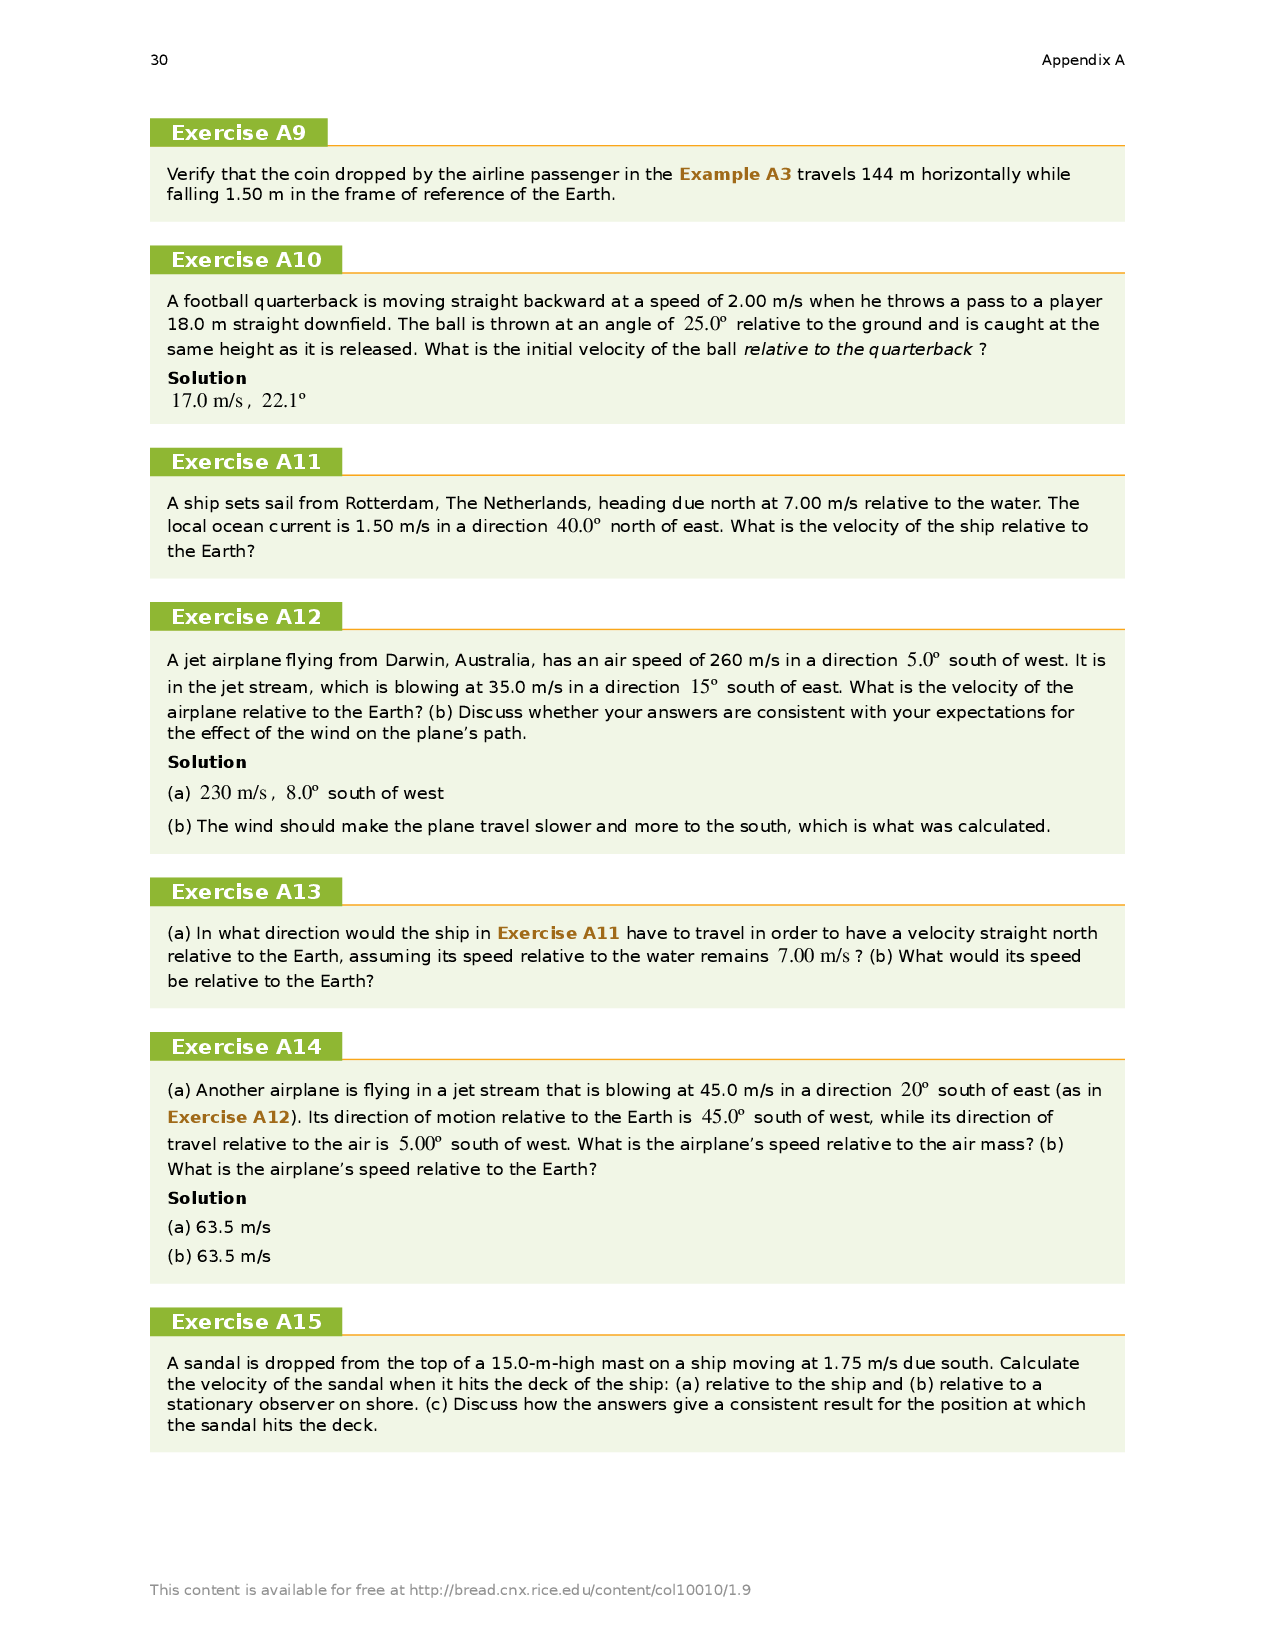 30
Appendix A
Exercise A9
Verify that the coin dropped by the airline passenger in the Example A3 travels 144 m horizontally while
falling 1.50 m in the frame of reference of the Earth.
Exercise A10
A football quarterback is moving straight backward at a speed of 2.00 m/s when he throws a pass to a player
18.0 m straight downfield. The ball is thrown at an angle of 25.0º relative to the ground and is caught at the
same height as it is released. What is the initial velocity of the ball relative to the quarterback ?
Solution
17.0 m/s , 22.1º
Exercise A11
A ship sets sail from Rotterdam, The Netherlands, heading due north at 7.00 m/s relative to the water. The
local ocean current is 1.50 m/s in a direction 40.0º north of east. What is the velocity of the ship relative to
the Earth?
Exercise A12
A jet airplane flying from Darwin, Australia, has an air speed of 260 m/s in a direction 5.0º south of west. It is
in the jet stream, which is blowing at 35.0 m/s in a direction 15º south of east. What is the velocity of the
airplane relative to the Earth? (b) Discuss whether your answers are consistent with your expectations for
the effect of the wind on the plane’s path.
Solution
(a) 230 m/s , 8.0º south of west
(b) The wind should make the plane travel slower and more to the south, which is what was calculated.
Exercise A13
(a) In what direction would the ship in Exercise A11 have to travel in order to have a velocity straight north
relative to the Earth, assuming its speed relative to the water remains 7.00 m/s ? (b) What would its speed
be relative to the Earth?
Exercise A14
(a) Another airplane is flying in a jet stream that is blowing at 45.0 m/s in a direction 20º south of east (as in
Exercise A12). Its direction of motion relative to the Earth is 45.0º south of west, while its direction of
travel relative to the air is 5.00º south of west. What is the airplane’s speed relative to the air mass? (b)
What is the airplane’s speed relative to the Earth?
Solution
(a) 63.5 m/s
(b) 63.5 m/s
Exercise A15
A sandal is dropped from the top of a 15.0-m-high mast on a ship moving at 1.75 m/s due south. Calculate
the velocity of the sandal when it hits the deck of the ship: (a) relative to the ship and (b) relative to a
stationary observer on shore. (c) Discuss how the answers give a consistent result for the position at which
the sandal hits the deck.
This content is available for free at http://bread.cnx.rice.edu/content/col10010/1.9